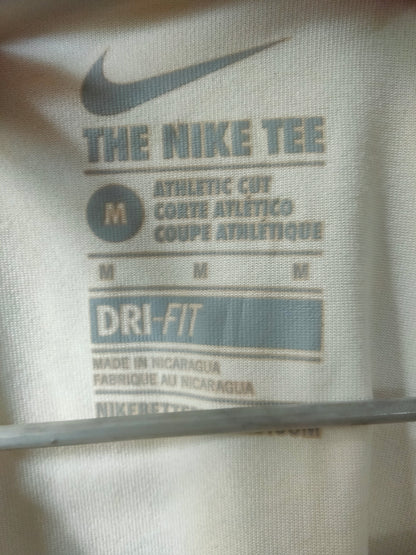 THE NIKE TEE
M
ATHLETIC CUT
CORTE ATLÉTICO
COUPE ATHLÉTIQUE
M M M
DRI-FIT
MADE IN NICARAGUA
FABRIQUE AU NICARAGUA